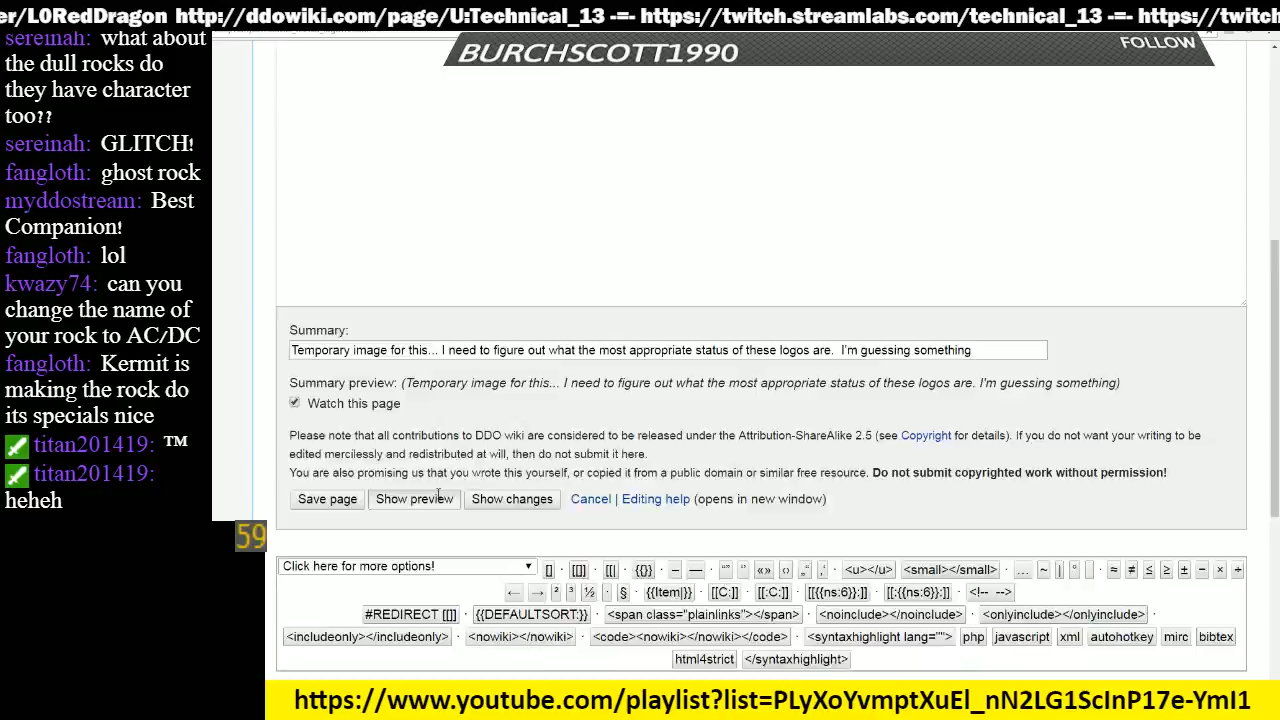 er/L0RedDragon http://ddowiki.com/page/U:Technical_13 -=- https://twitch.streamlabs.com/technical_13 -=- https://twitch
sereinah: what about
the dull rocks do
they have character
too??
sereinah: GLITCH!
fangloth: ghost rock
myddostream: Best
Companion!
fangloth: lol
kwazy74: can you
change the name of
your rock to AC/DC
fangloth: Kermit is
making the rock do
its specials nice
titan201419: ™
titan201419:
heheh
59
BURCHSCOTT1990
FOLLOW
Summary:
Temporary image for this... I need to figure out what the most appropriate status of these logos are.  I'm guessing something
Summary preview: (Temporary image for this... I need to figure out what the most appropriate status of these logos are. I'm guessing something)
Watch this page
Please note that all contributions to DDO wiki are considered to be released under the Attribution-ShareAlike 2.5 (see Copyright for details). If you do not want your writing to be
edited mercilessly and redistributed at will, then do not submit it here.
You are also promising us that you wrote this yourself, or copied it from a public domain or similar free resource. Do not submit copyrighted work without permission!
Save page Show preview Show changes Cancel | Editing help (opens in new window)
Click here for more options! [] · [[]] · [[| · {{}} · – · — · “” · ‘’ · «» · ‹› · „“ · ‚‘ · <u></u> · <small></small> · … · ~ · | · ° · · ≈ · ≠ · ≤ · ≥ · ± · − · × · ÷
← · → · ² · ³ · ½ · § · {{Item|}} · [[C:]] · [[:C:]] · [[{{ns:6}}:]] · [[:{{ns:6}}:]] · <!-- -->
#REDIRECT [[]] · {{DEFAULTSORT:}} · <span class="plainlinks"></span> · <noinclude></noinclude> · <onlyinclude></onlyinclude> ·
<includeonly></includeonly> · <nowiki></nowiki> · <code><nowiki></nowiki></code> · <syntaxhighlight lang=""> php javascript xml autohotkey mirc bibtex
html4strict </syntaxhighlight>
https://www.youtube.com/playlist?list=PLyXoYvmptXuEl_nN2LG1ScInP17e-YmI1